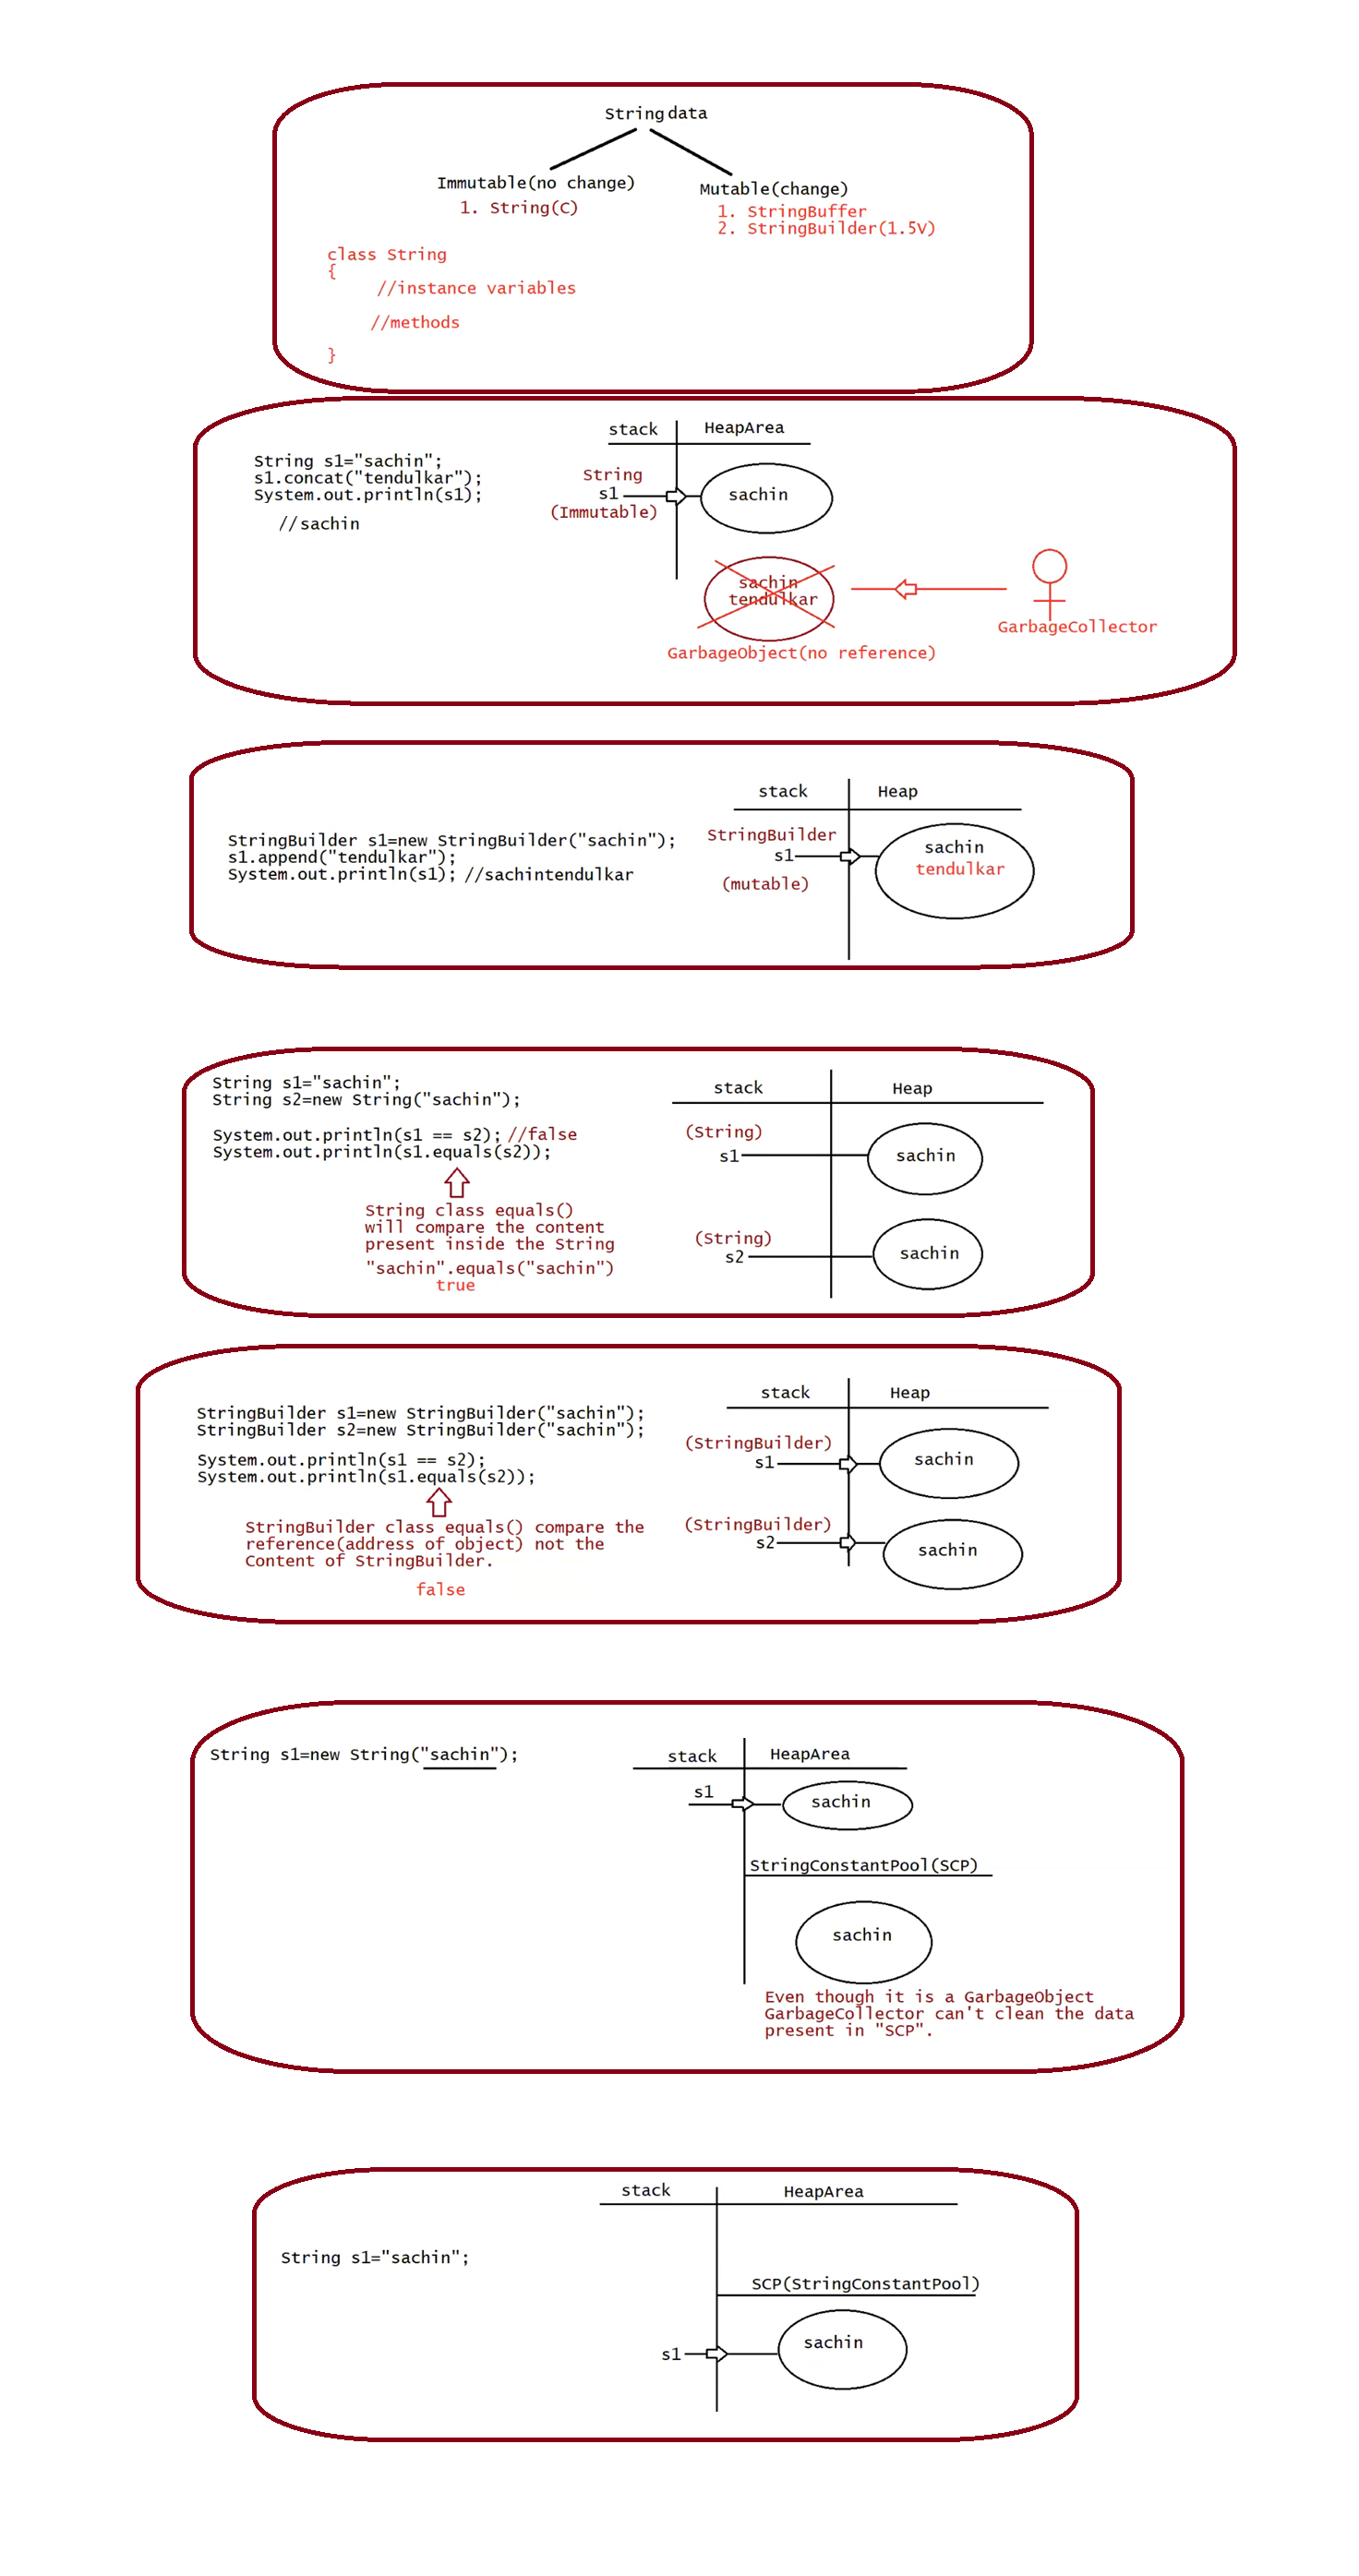 String data
Immutable(no change)
1. String(C)
Mutable(change)
1. StringBuffer
2. StringBuilder(1.5V)
class String
{
//instance variables
//methods
}
String s1="sachin";
s1.concat("tendulkar");
System.out.println(s1);
//sachin
stack
HeapArea
String
s1
(Immutable)
sachin
sachin
tendulkar
GarbageObject(no reference)
GarbageCollector
StringBuilder s1=new StringBuilder("sachin");
s1.append("tendulkar");
System.out.println(s1); //sachintendulkar
stack
Heap
StringBuilder
s1
(mutable)
sachin
tendulkar
String s1="sachin";
String s2=new String("sachin");
System.out.println(s1 == s2); //false
System.out.println(s1.equals(s2));
String class equals()
will compare the content
present inside the String
"sachin".equals("sachin")
true
stack
Heap
(String)
s1
sachin
(String)
s2
sachin
StringBuilder s1=new StringBuilder("sachin");
StringBuilder s2=new StringBuilder("sachin");
System.out.println(s1 == s2);
System.out.println(s1.equals(s2));
StringBuilder class equals() compare the
reference(address of object) not the
Content of StringBuilder.
false
stack
Heap
(StringBuilder)
s1
sachin
(StringBuilder)
s2
sachin
String s1=new String("sachin");
stack
HeapArea
s1
sachin
StringConstantPool(SCP)
sachin
Even though it is a GarbageObject
GarbageCollector can't clean the data
present in "SCP".
stack
HeapArea
String s1="sachin";
SCP(StringConstantPool)
s1
sachin